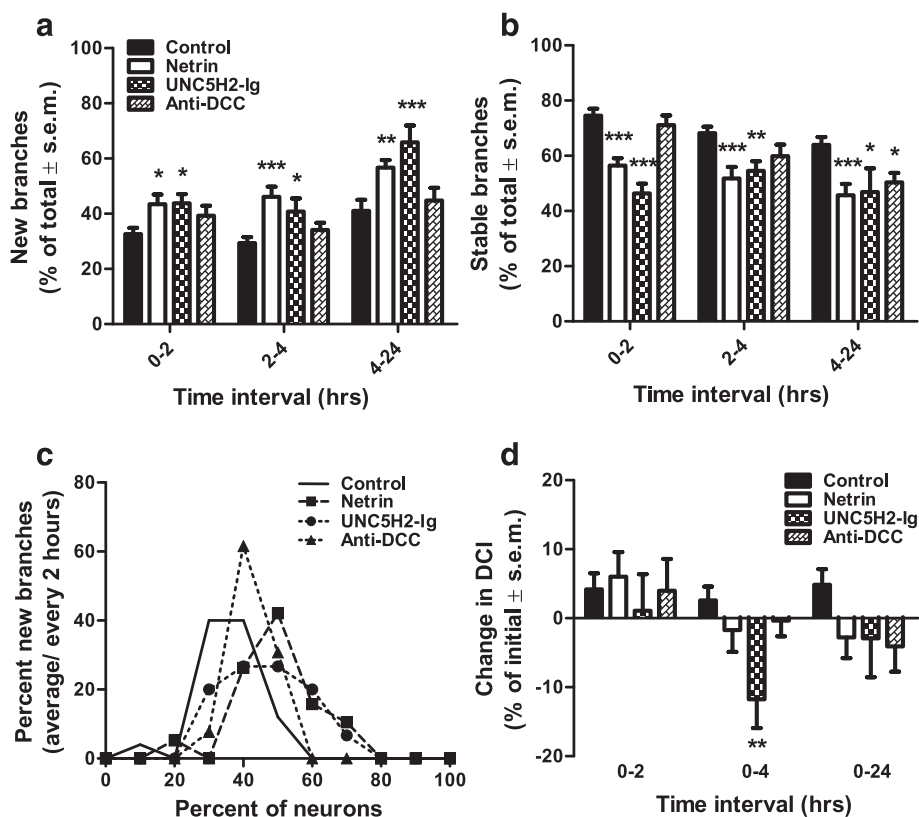 a
Control
Netrin
UNC5H2-Ig
Anti-DCC
New branches
(% of total ± s.e.m.)
100
80
60
40
20
0
*
*
***
*
**
***
0-2
2-4
4-24
Time interval (hrs)
b
Stable branches
(% of total ± s.e.m.)
100
80
60
40
20
0
***
***
***
**
***
*
*
0-2
2-4
4-24
Time interval (hrs)
c
Control
Netrin
UNC5H2-Ig
Anti-DCC
Percent new branches
(average/ every 2 hours)
80
60
40
20
0
0
20
40
60
80
100
Percent of neurons
d
Control
Netrin
UNC5H2-Ig
Anti-DCC
Change in DCI
(% of initial ± s.e.m.)
20
10
0
-10
-20
**
0-2
0-4
0-24
Time interval (hrs)